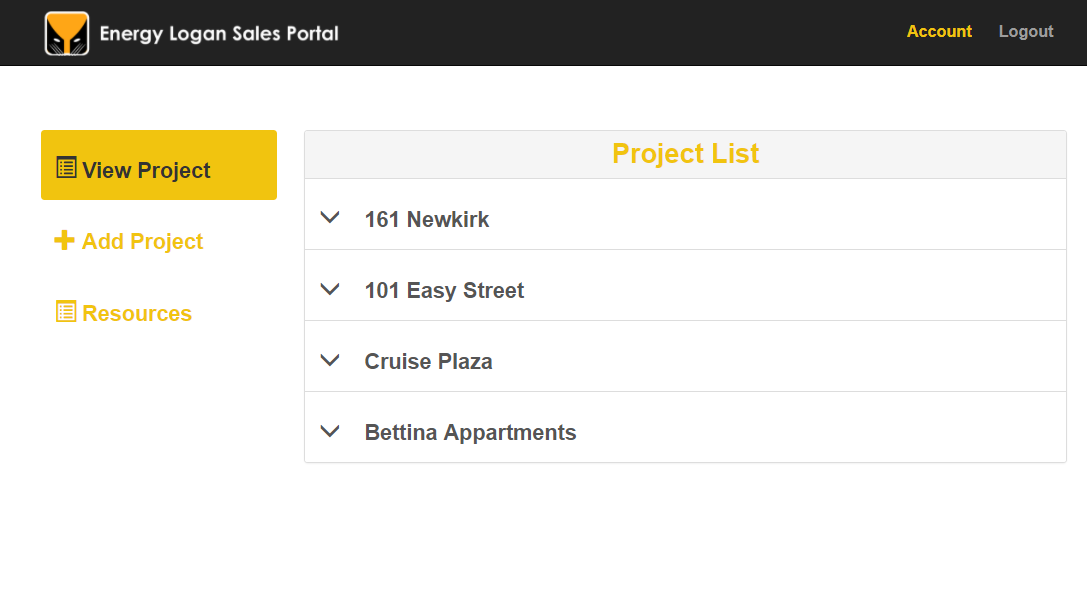 Energy Logan Sales Portal
Account
Logout
View Project
Add Project
Resources
Project List
161 Newkirk
101 Easy Street
Cruise Plaza
Bettina Appartments